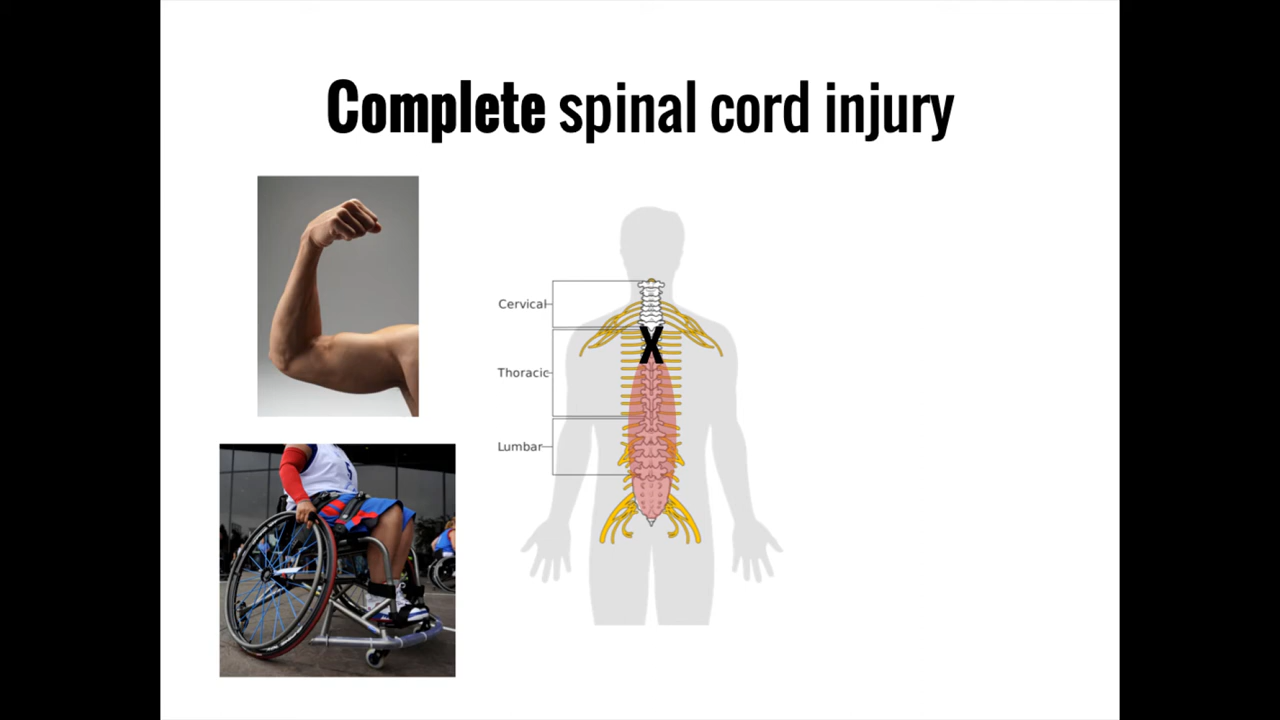 Complete spinal cord injury
Cervical
X
Thoracic
Lumbar